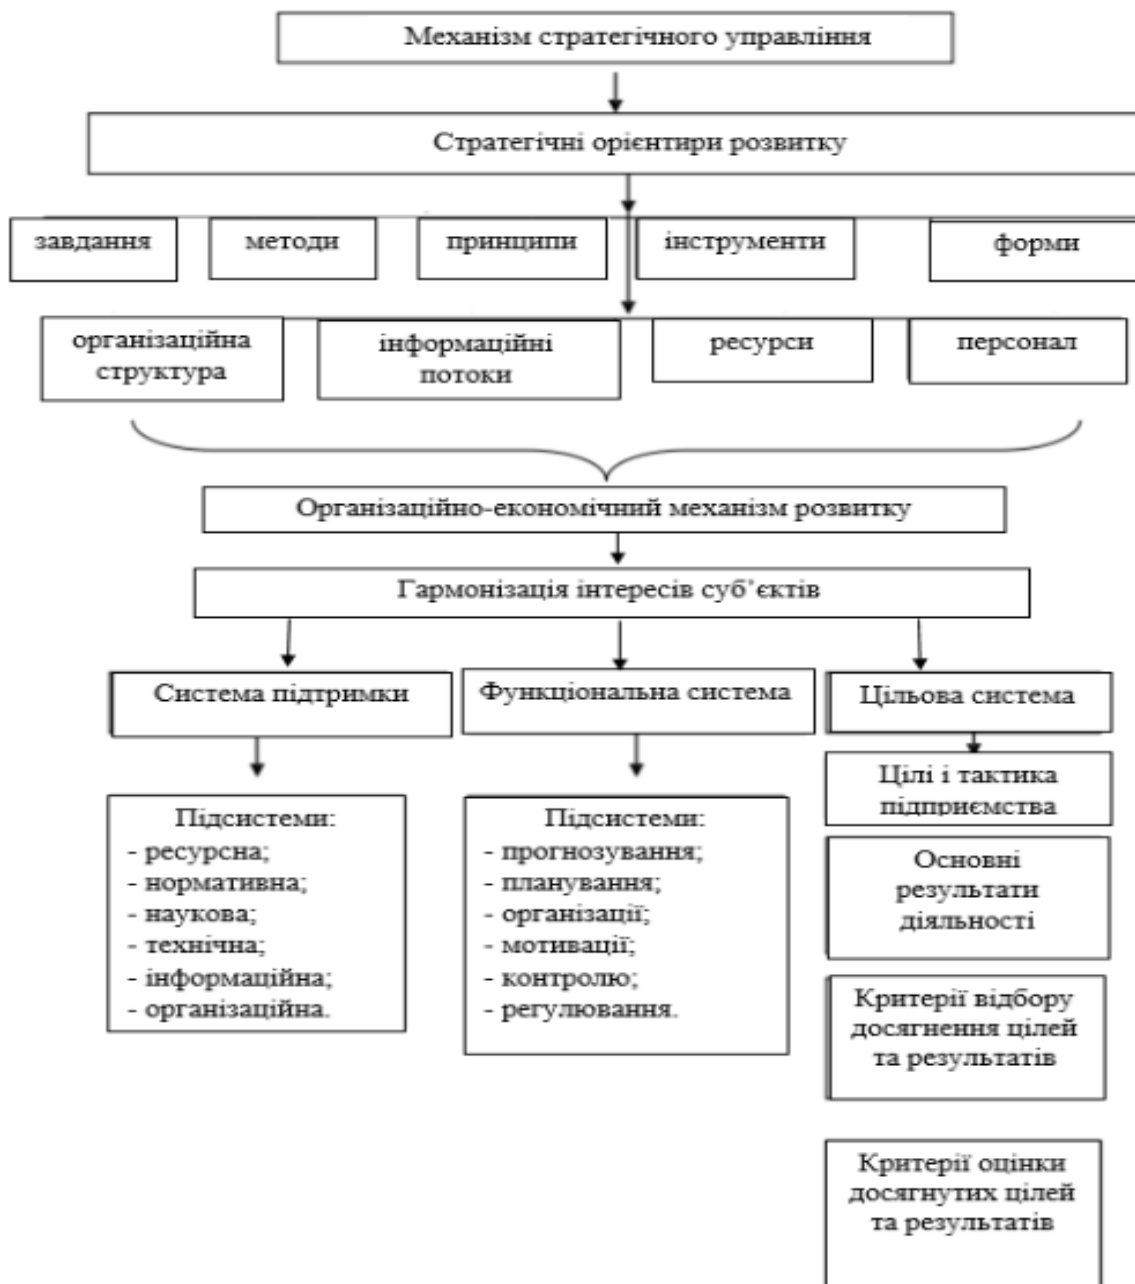 Механізм стратегічного управління
Стратегічні орієнтири розвитку
завдання
методи
принципи
інструменти
форми
організаційна
структура
інформаційні
потоки
ресурси
персонал
Організаційно-економічний механізм розвитку
Гармонізація інтересів суб’єктів
Система підтримки
Функціональна система
Цільова система
Підсистеми:
- ресурсна;
- нормативна;
- наукова;
- технічна;
- інформаційна;
- організаційна.
Підсистеми:
- прогнозування;
- планування;
- організації;
- мотивації;
- контролю;
- регулювання.
Цілі і тактика
підприємства
Основні
результати
діяльності
Критерії відбору
досягнення цілей
та результатів
Критерії оцінки
досягнутих цілей
та результатів